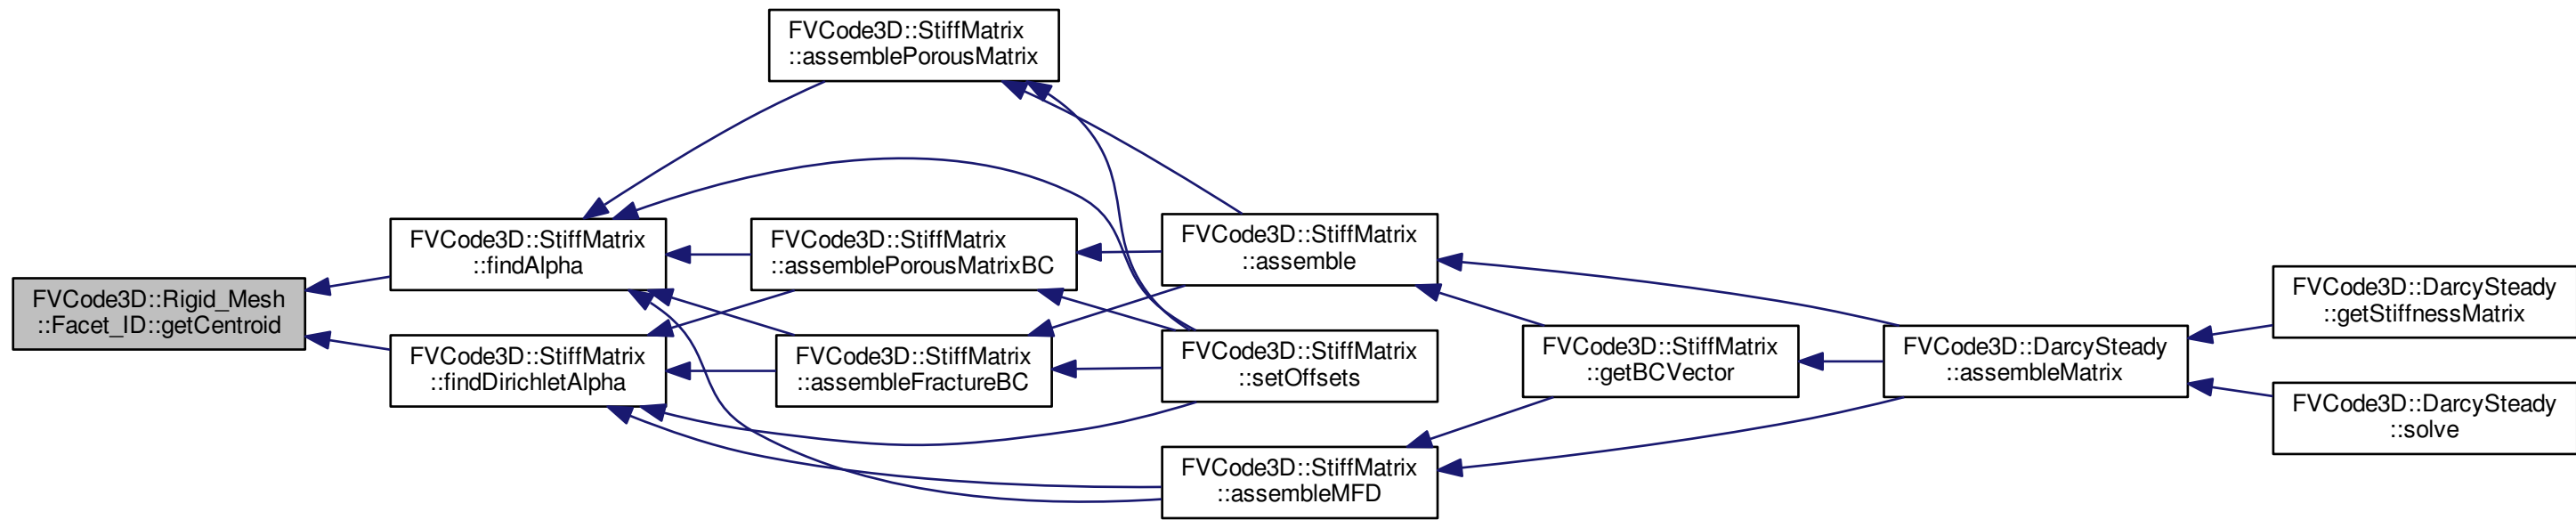 FVCode3D::StiffMatrix
::assemblePorousMatrix
FVCode3D::Rigid_Mesh
::Facet_ID::getCentroid
FVCode3D::StiffMatrix
::findAlpha
FVCode3D::StiffMatrix
::findDirichletAlpha
FVCode3D::StiffMatrix
::assemblePorousMatrixBC
FVCode3D::StiffMatrix
::assembleFractureBC
FVCode3D::StiffMatrix
::assemble
FVCode3D::StiffMatrix
::setOffsets
FVCode3D::StiffMatrix
::assembleMFD
FVCode3D::StiffMatrix
::getBCVector
FVCode3D::DarcySteady
::assembleMatrix
FVCode3D::DarcySteady
::getStiffnessMatrix
FVCode3D::DarcySteady
::solve